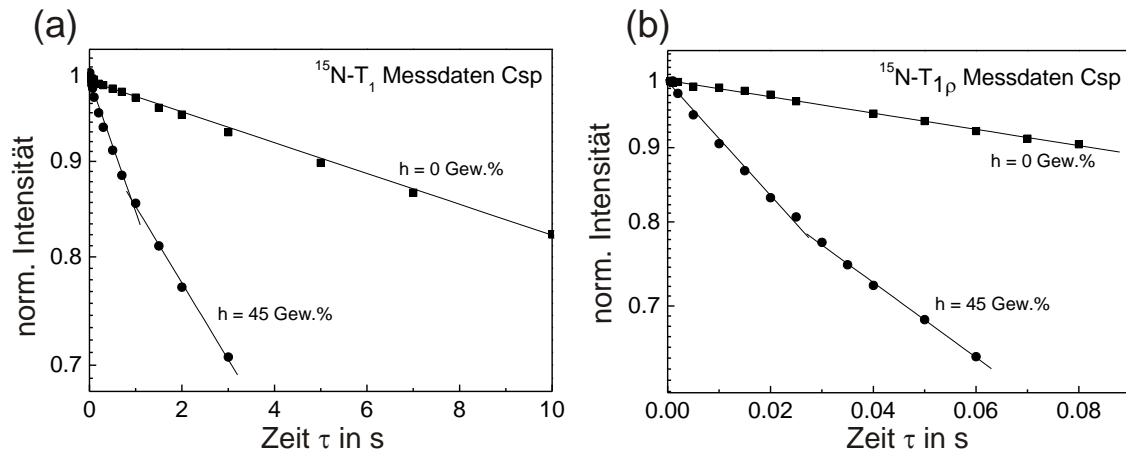 (a)
¹⁵N-T₁ Messdaten Csp
norm. Intensität
1
0.9
0.8
0.7
h = 0 Gew.%
h = 45 Gew.%
0 2 4 6 8 10
Zeit τ in s
(b)
¹⁵N-T₁ρ Messdaten Csp
norm. Intensität
1
0.9
0.8
0.7
h = 0 Gew.%
h = 45 Gew.%
0.00 0.02 0.04 0.06 0.08
Zeit τ in s